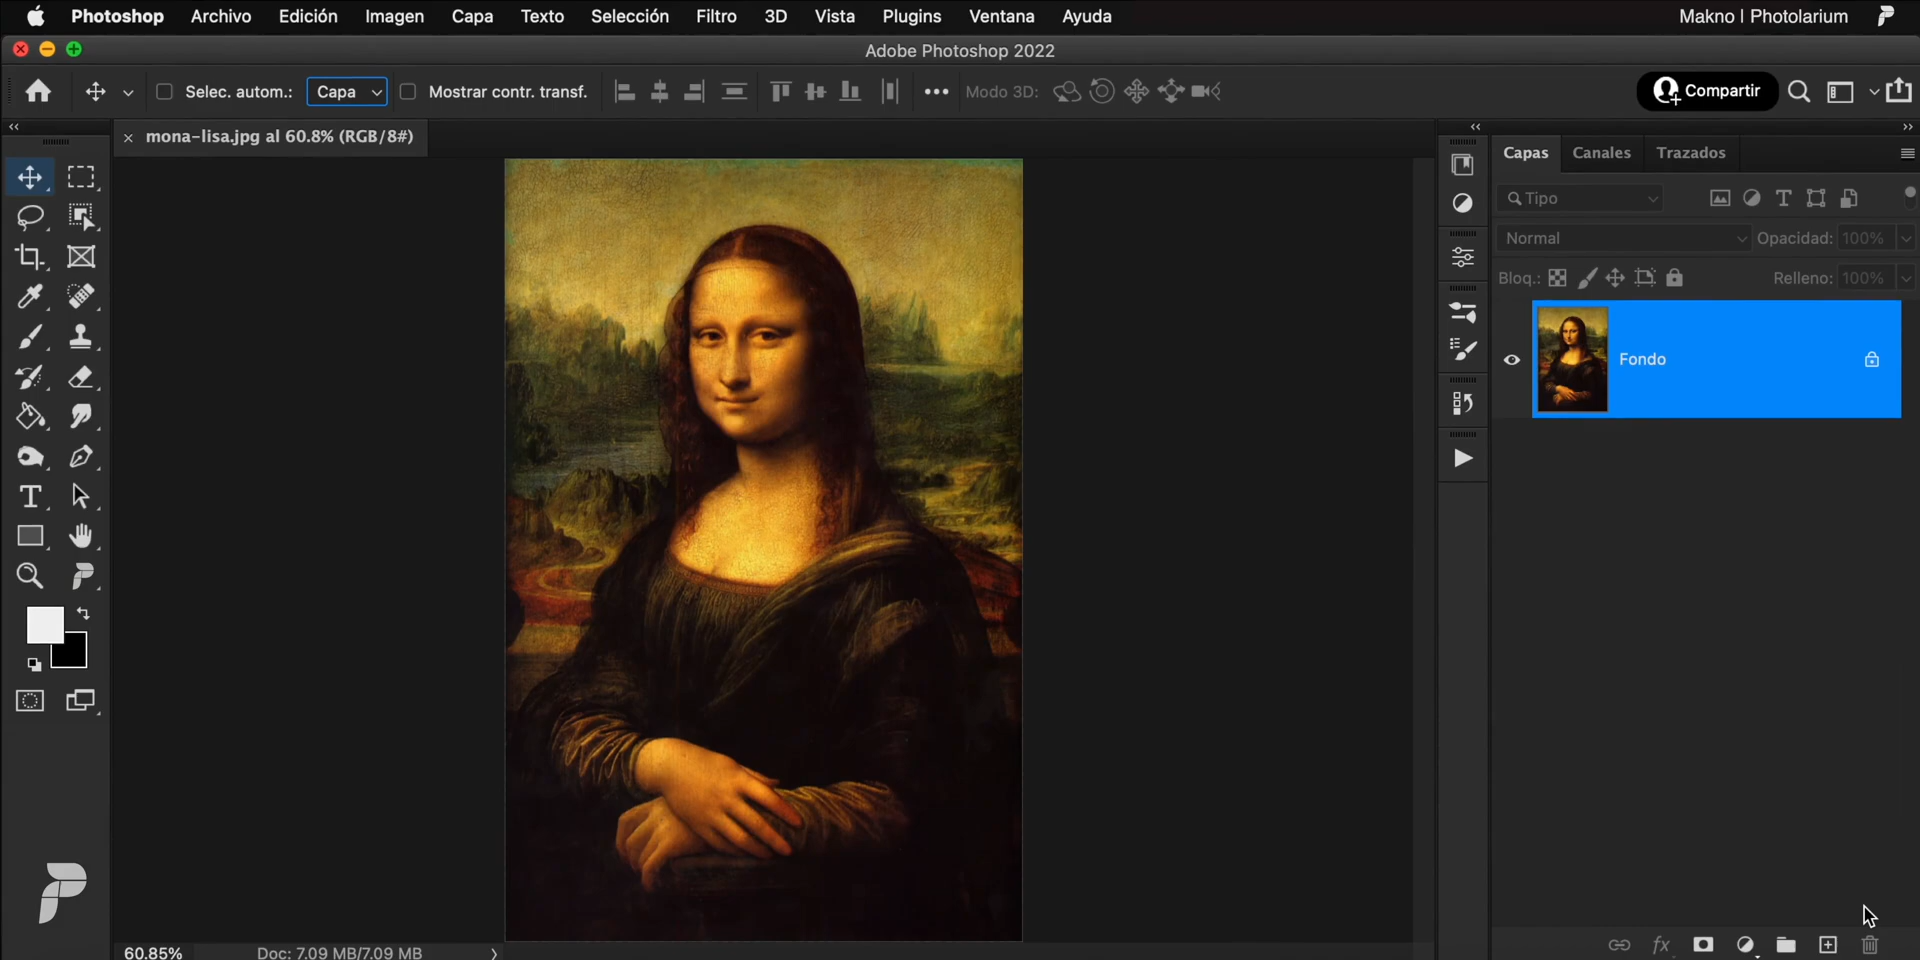 Photoshop Archivo Edición Imagen Capa Texto Selección Filtro 3D Vista Plugins Ventana Ayuda Makno | Photolarium
Adobe Photoshop 2022
Selec. autom.: Capa Mostrar contr. transf. Modo 3D: Compartir
mona-lisa.jpg al 60.8% (RGB/8#)
Capas Canales Trazados
Tipo
Normal Opacidad: 100%
Bloq.: Relleno: 100%
Fondo
fx
60.85% Doc: 7.09 MB/7.09 MB